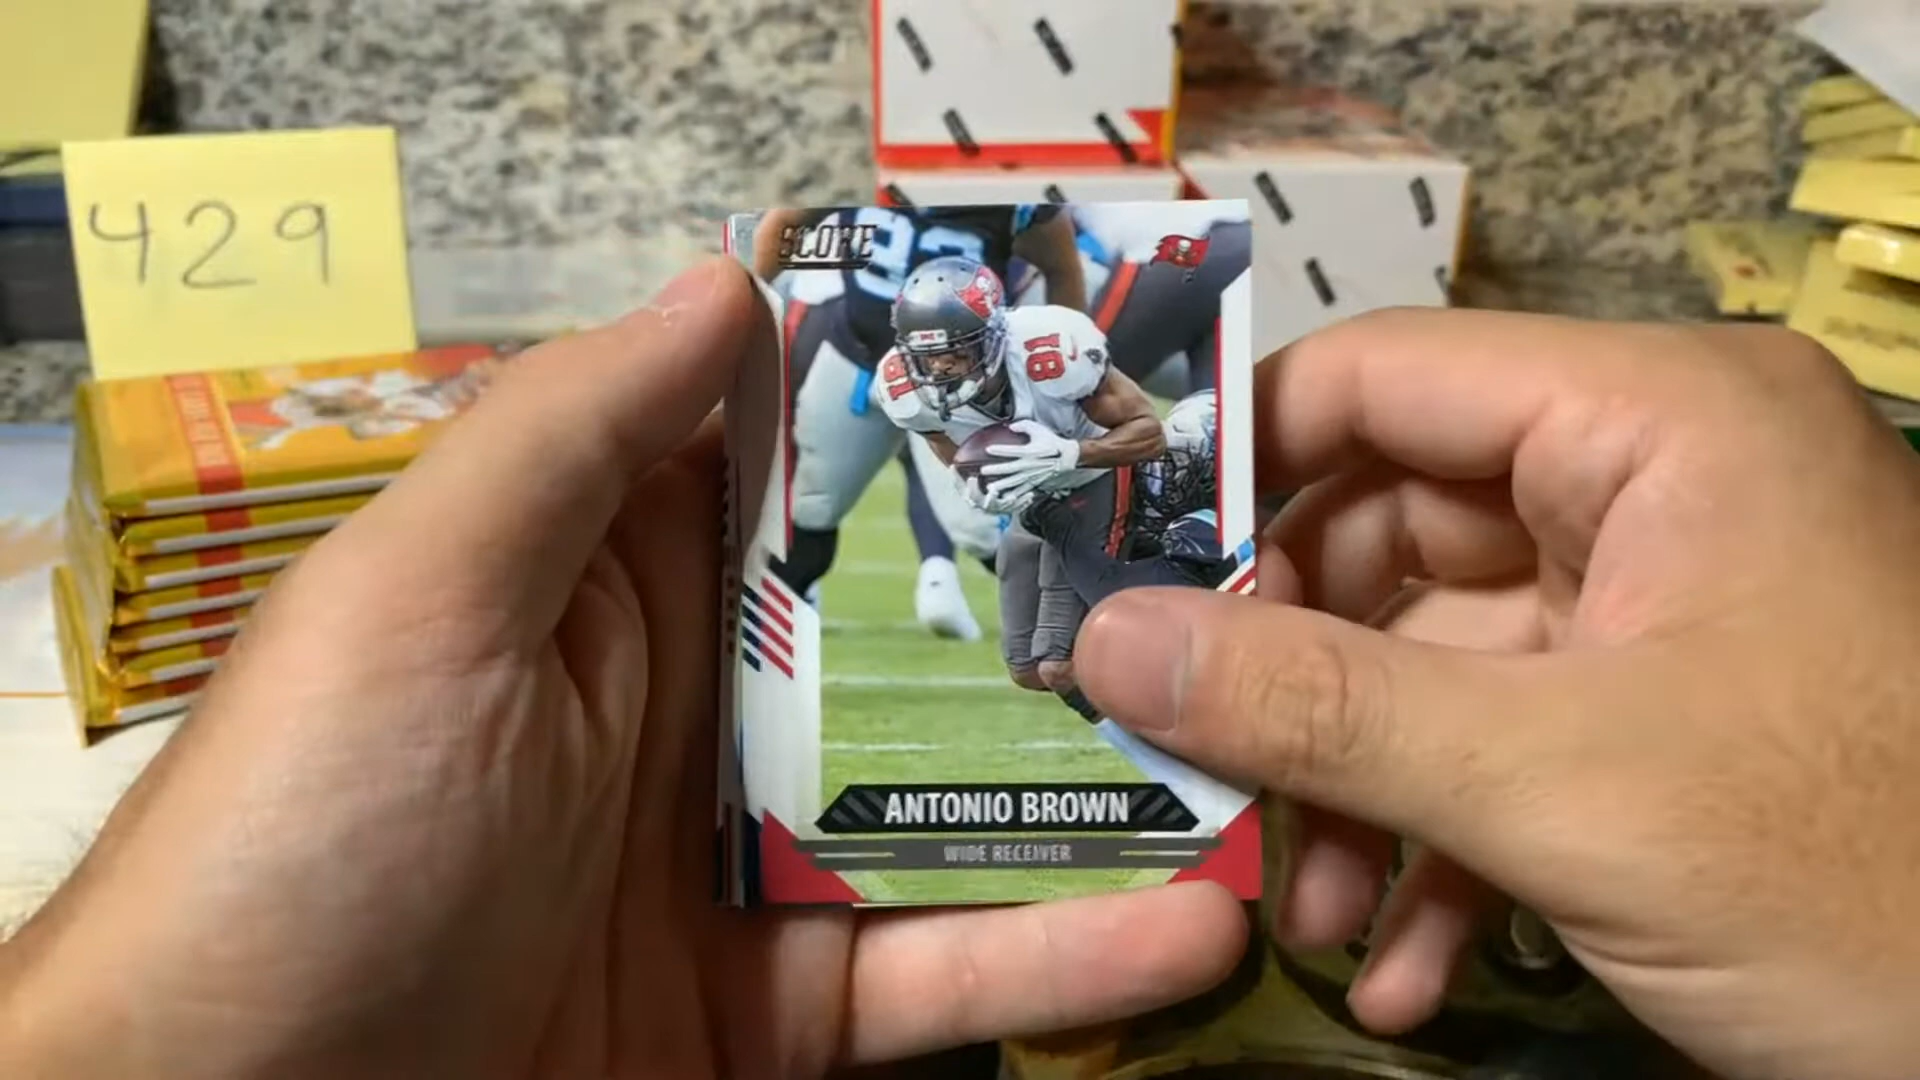 429
SCORE
81
81
ANTONIO BROWN
WIDE RECEIVER